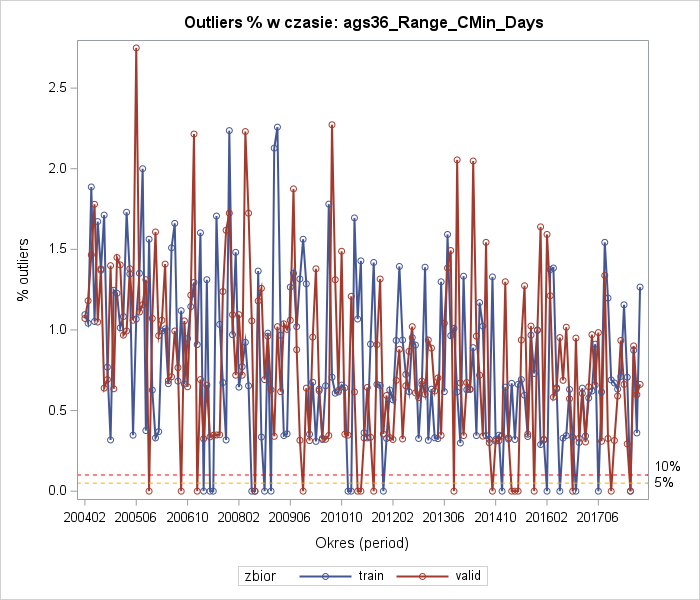 Outliers % w czasie: ags36_Range_CMin_Days
% outliers
2.5
2.0
1.5
1.0
0.5
0.0
10%
5%
200402 200506 200610 200802 200906 201010 201202 201306 201410 201602 201706
Okres (period)
zbior train valid